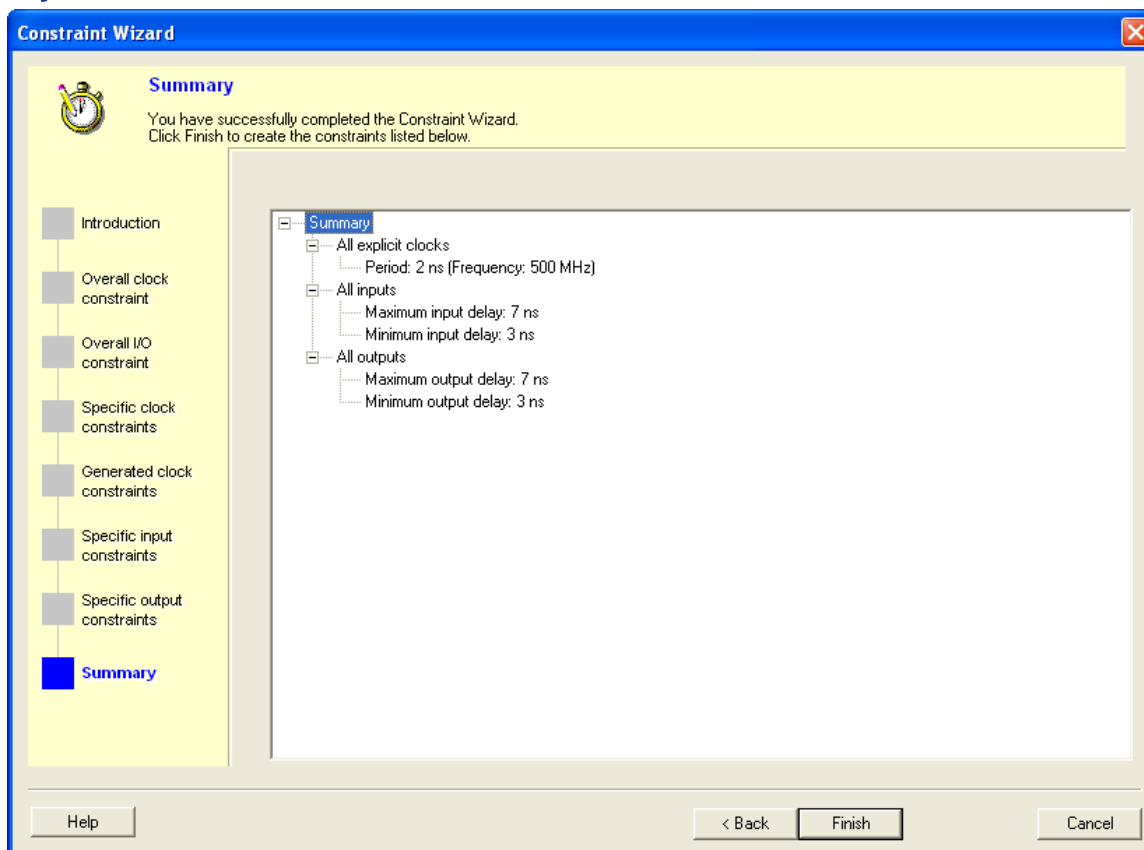 Constraint Wizard
Summary
You have successfully completed the Constraint Wizard.
Click Finish to create the constraints listed below.
Introduction
Overall clock
constraint
Overall I/O
constraint
Specific clock
constraints
Generated clock
constraints
Specific input
constraints
Specific output
constraints
Summary
Summary
All explicit clocks
Period: 2 ns (Frequency: 500 MHz)
All inputs
Maximum input delay: 7 ns
Minimum input delay: 3 ns
All outputs
Maximum output delay: 7 ns
Minimum output delay: 3 ns
Help
< Back
Finish
Cancel